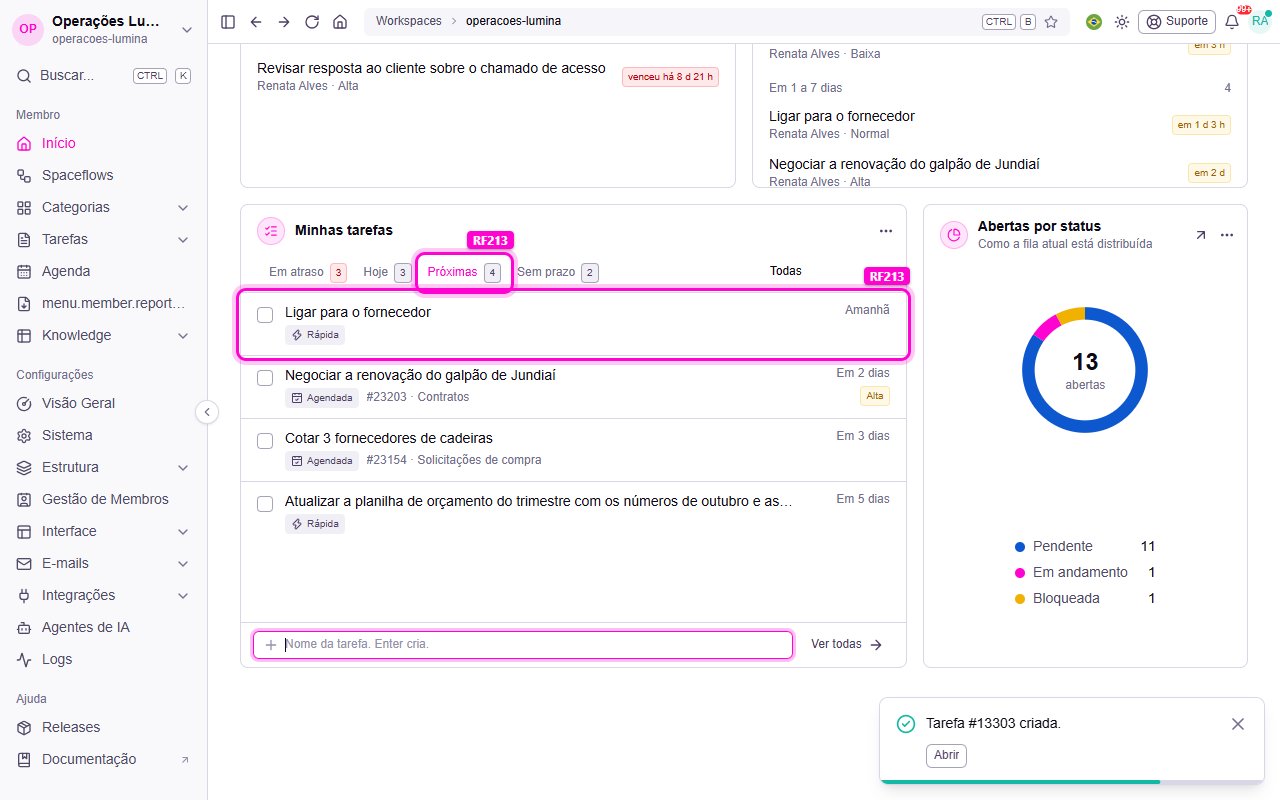 OP
Operações Lu...
operacoes-lumina
Buscar...
CTRL K
Membro
Início
Spaceflows
Categorias
Tarefas
Agenda
menu.member.report...
Knowledge
Configurações
Visão Geral
Sistema
Estrutura
Gestão de Membros
Interface
E-mails
Integrações
Agentes de IA
Logs
Ajuda
Releases
Documentação
Workspaces > operacoes-lumina
CTRL B
Suporte
99+
RA
Revisar resposta ao cliente sobre o chamado de acesso
Renata Alves · Alta
venceu há 8 d 21 h
Renata Alves · Baixa
em 3 h
Em 1 a 7 dias
4
Ligar para o fornecedor
Renata Alves · Normal
em 1 d 3 h
Negociar a renovação do galpão de Jundiaí
Renata Alves · Alta
em 2 d
Minhas tarefas
RF213
Em atraso 3
Hoje 3
Próximas 4
Sem prazo 2
Todas
RF213
Ligar para o fornecedor
Amanhã
Rápida
Negociar a renovação do galpão de Jundiaí
Em 2 dias
Agendada #23203 · Contratos
Alta
Cotar 3 fornecedores de cadeiras
Em 3 dias
Agendada #23154 · Solicitações de compra
Atualizar a planilha de orçamento do trimestre com os números de outubro e as...
Em 5 dias
Rápida
Nome da tarefa. Enter cria.
Ver todas
Abertas por status
Como a fila atual está distribuída
13
abertas
Pendente 11
Em andamento 1
Bloqueada 1
Tarefa #13303 criada.
Abrir